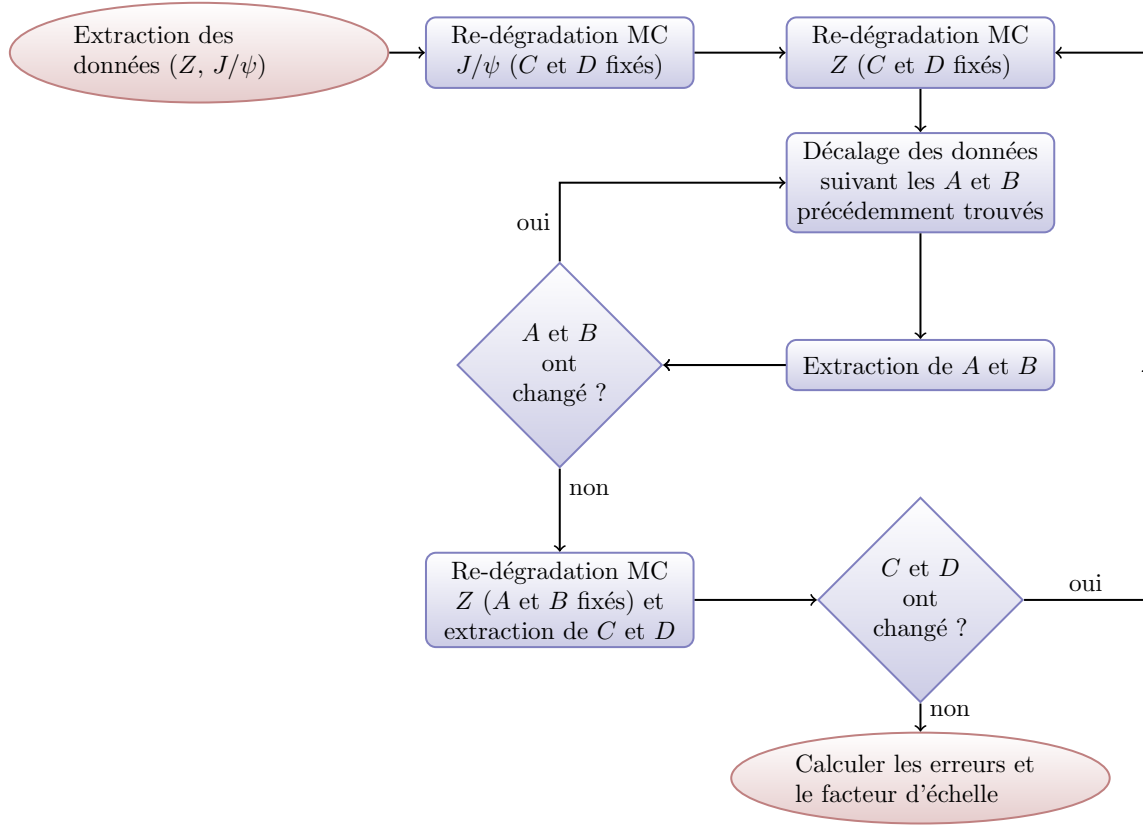 Extraction des
données (Z, J/ψ)
Re-dégradation MC
J/ψ (C et D fixés)
Re-dégradation MC
Z (C et D fixés)
Décalage des données
suivant les A et B
précédemment trouvés
oui
A et B
ont
changé ?
Extraction de A et B
non
Re-dégradation MC
Z (A et B fixés) et
extraction de C et D
C et D
ont
changé ?
oui
non
Calculer les erreurs et
le facteur d'échelle